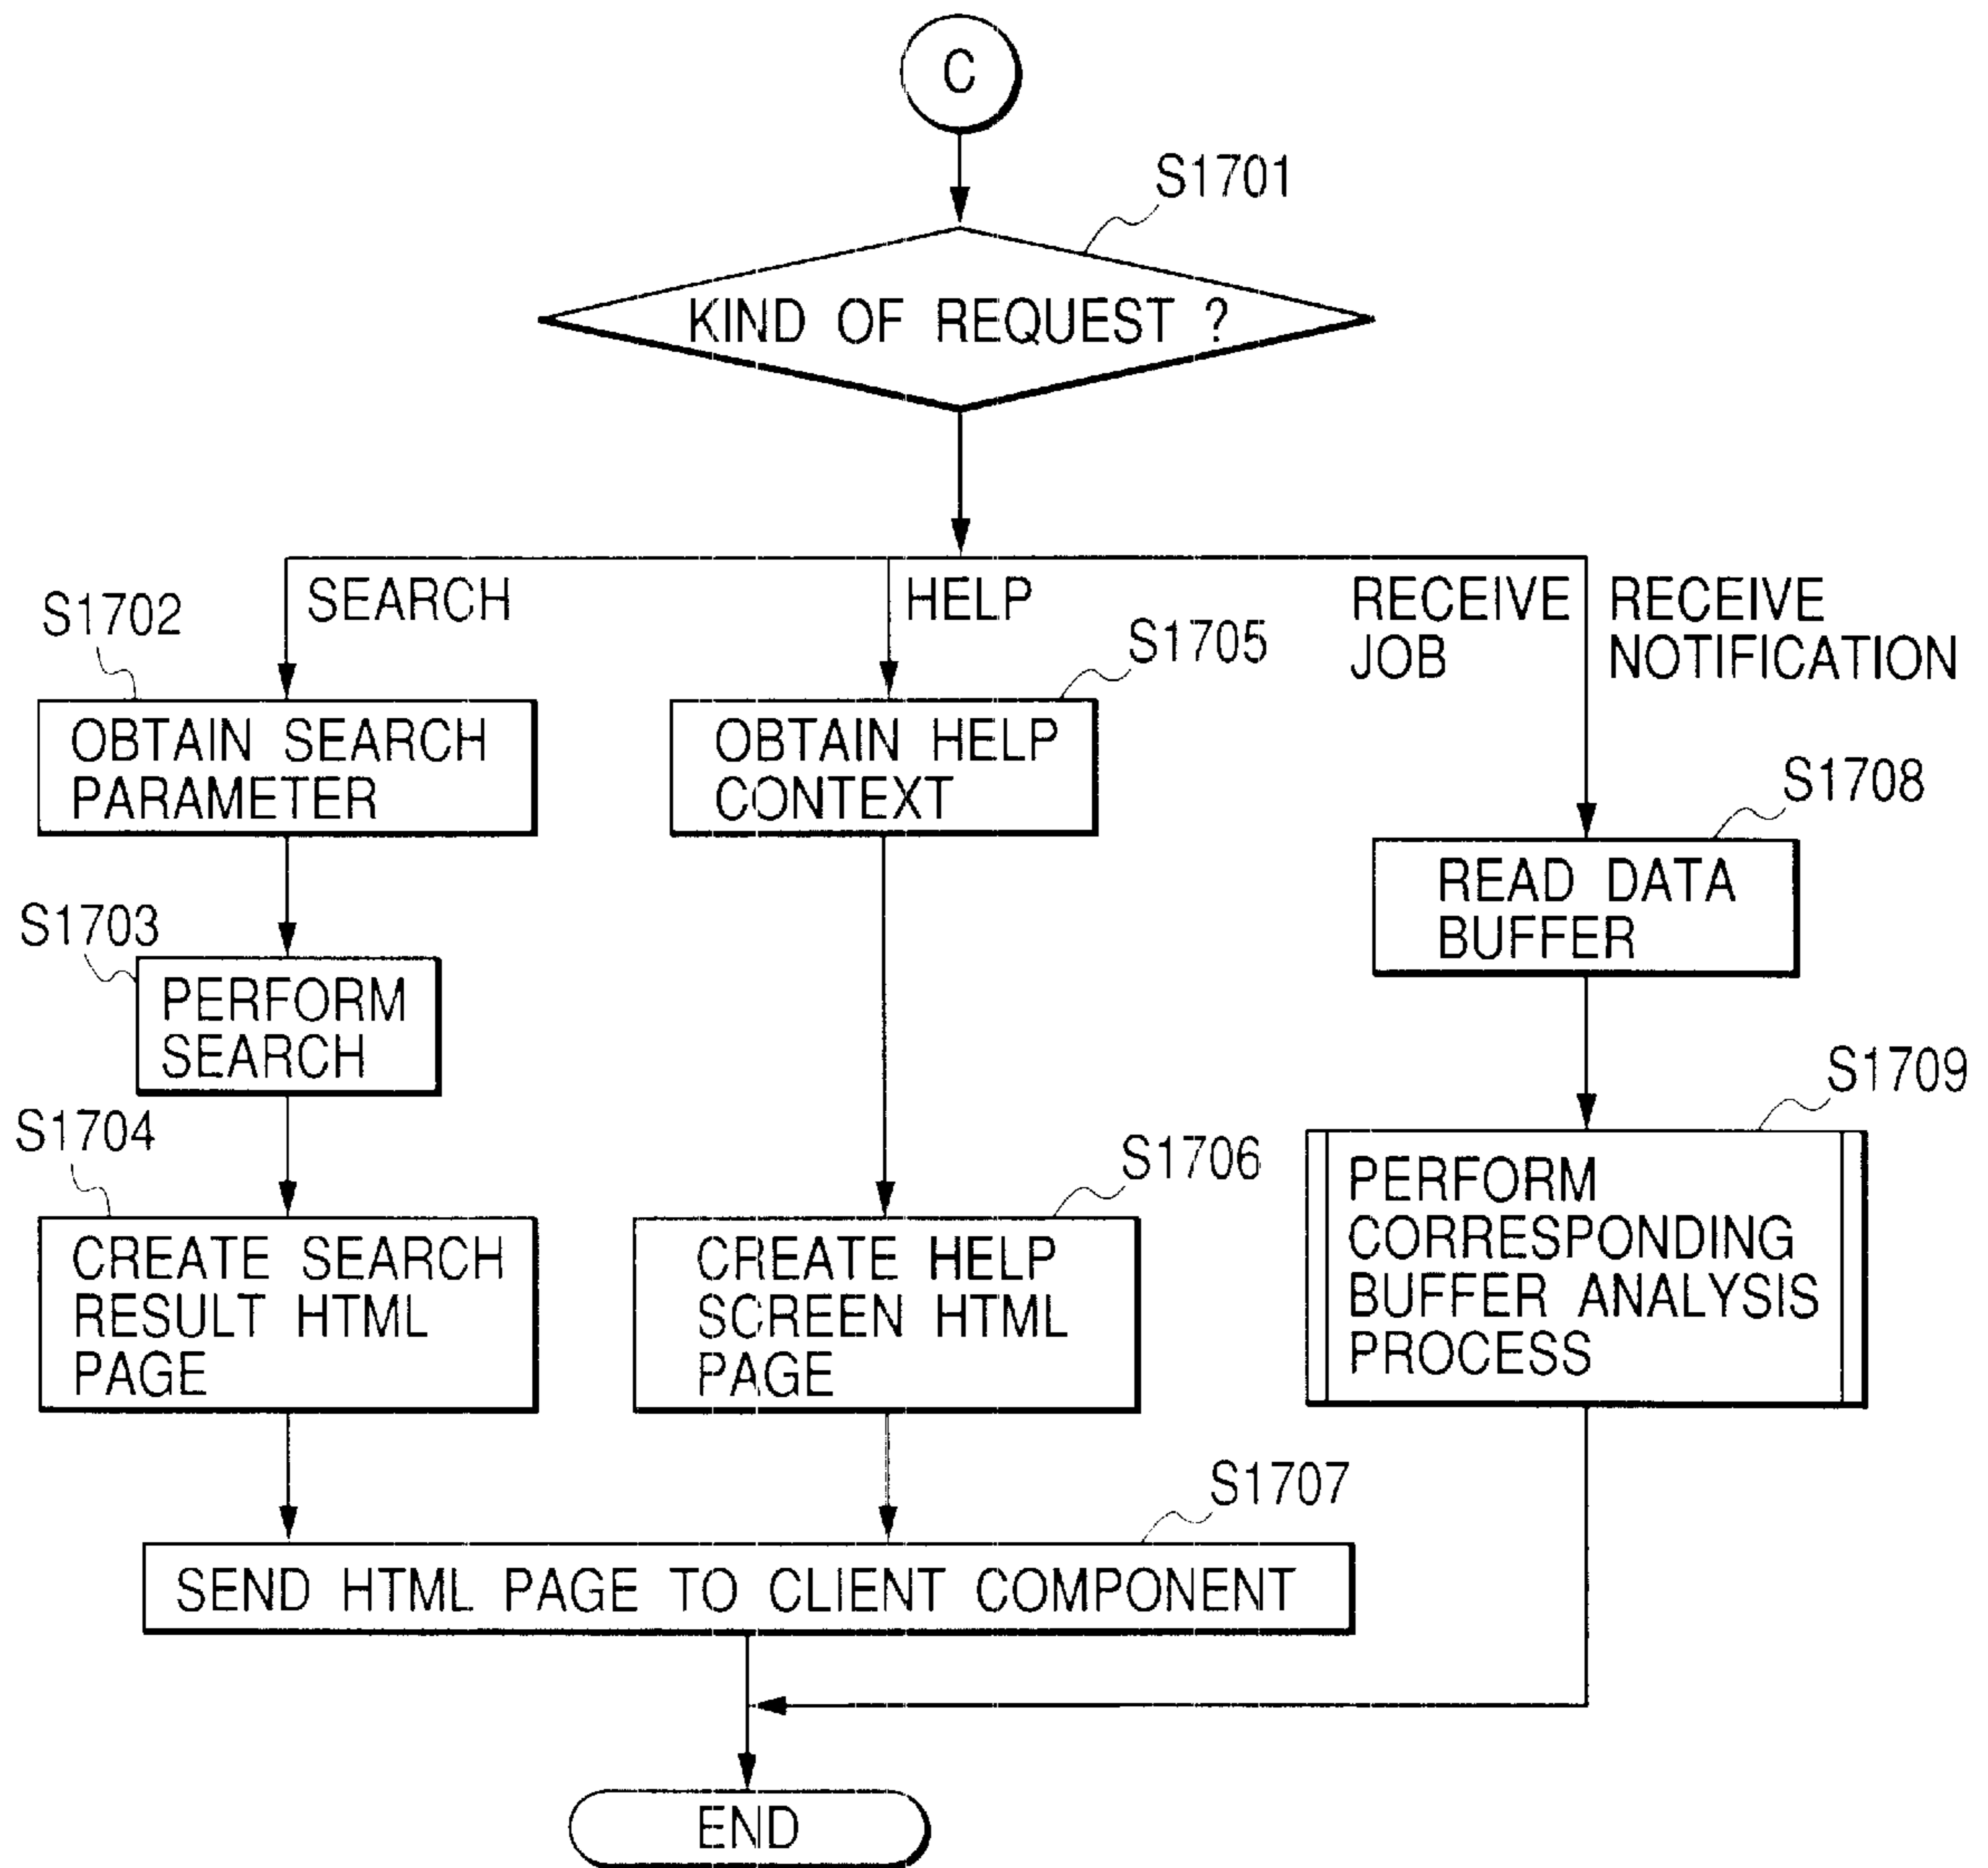 C
S1701
KIND OF REQUEST ?
SEARCH
HELP
RECEIVE
JOB
RECEIVE
NOTIFICATION
S1702
OBTAIN SEARCH
PARAMETER
S1705
OBTAIN HELP
CONTEXT
S1708
READ DATA
BUFFER
S1703
PERFORM
SEARCH
S1709
PERFORM
CORRESPONDING
BUFFER ANALYSIS
PROCESS
S1704
CREATE SEARCH
RESULT HTML
PAGE
S1706
CREATE HELP
SCREEN HTML
PAGE
S1707
SEND HTML PAGE TO CLIENT COMPONENT
END